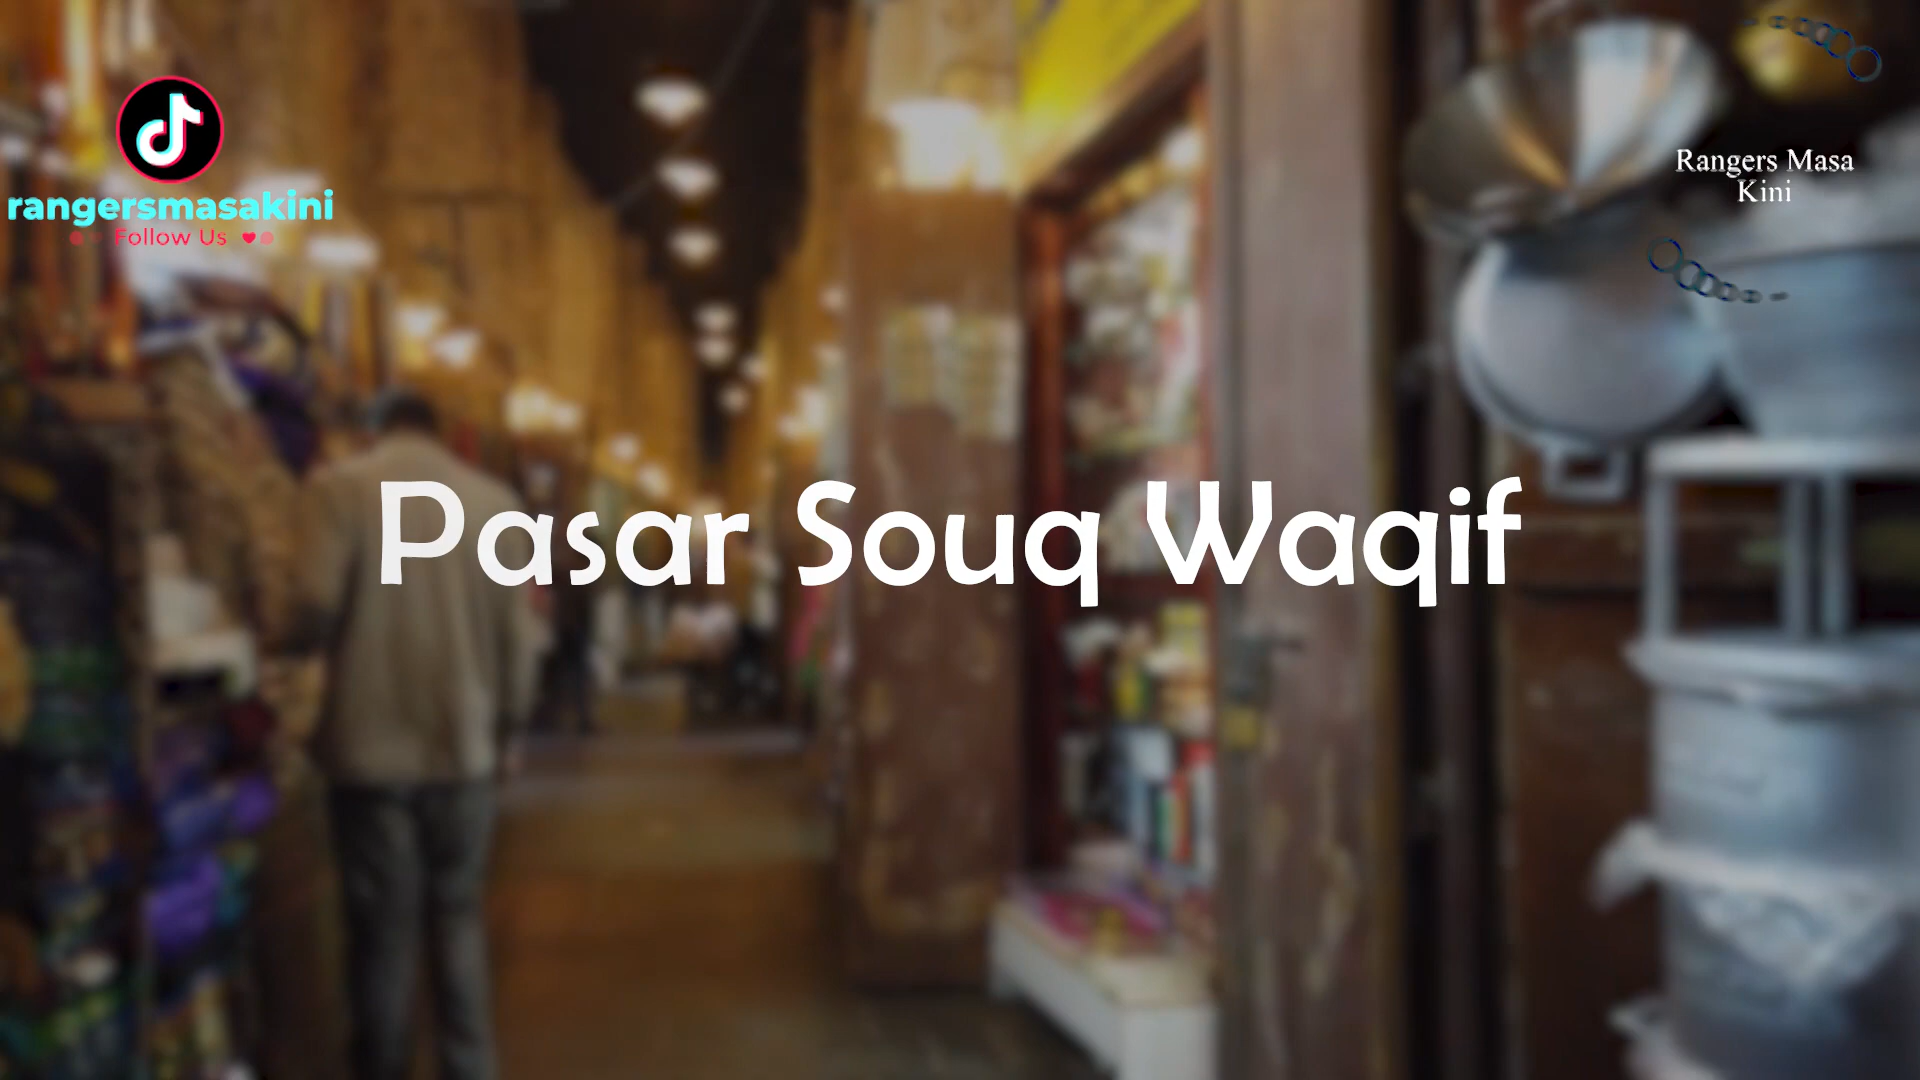 rangersmasakini
Follow Us
Rangers Masa
Kini
Pasar Souq Waqif